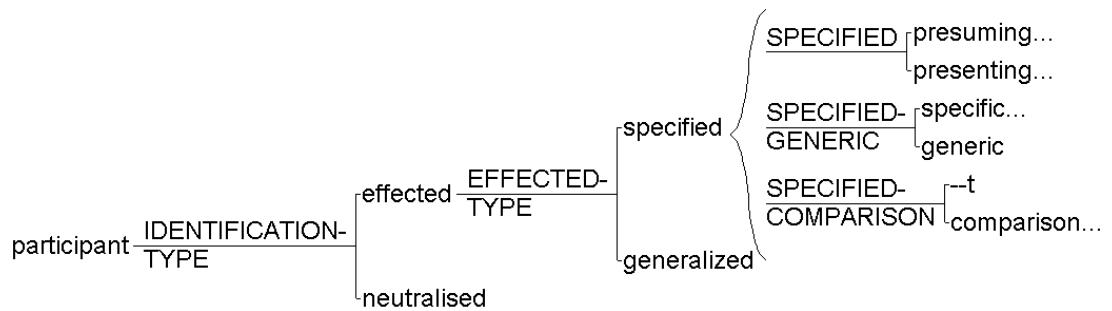 SPECIFIED
presuming...
presenting...
SPECIFIED-
GENERIC
specific...
generic
specified
SPECIFIED-
COMPARISON
--t
comparison...
effected
EFFECTED-
TYPE
participant
IDENTIFICATION-
TYPE
generalized
neutralised